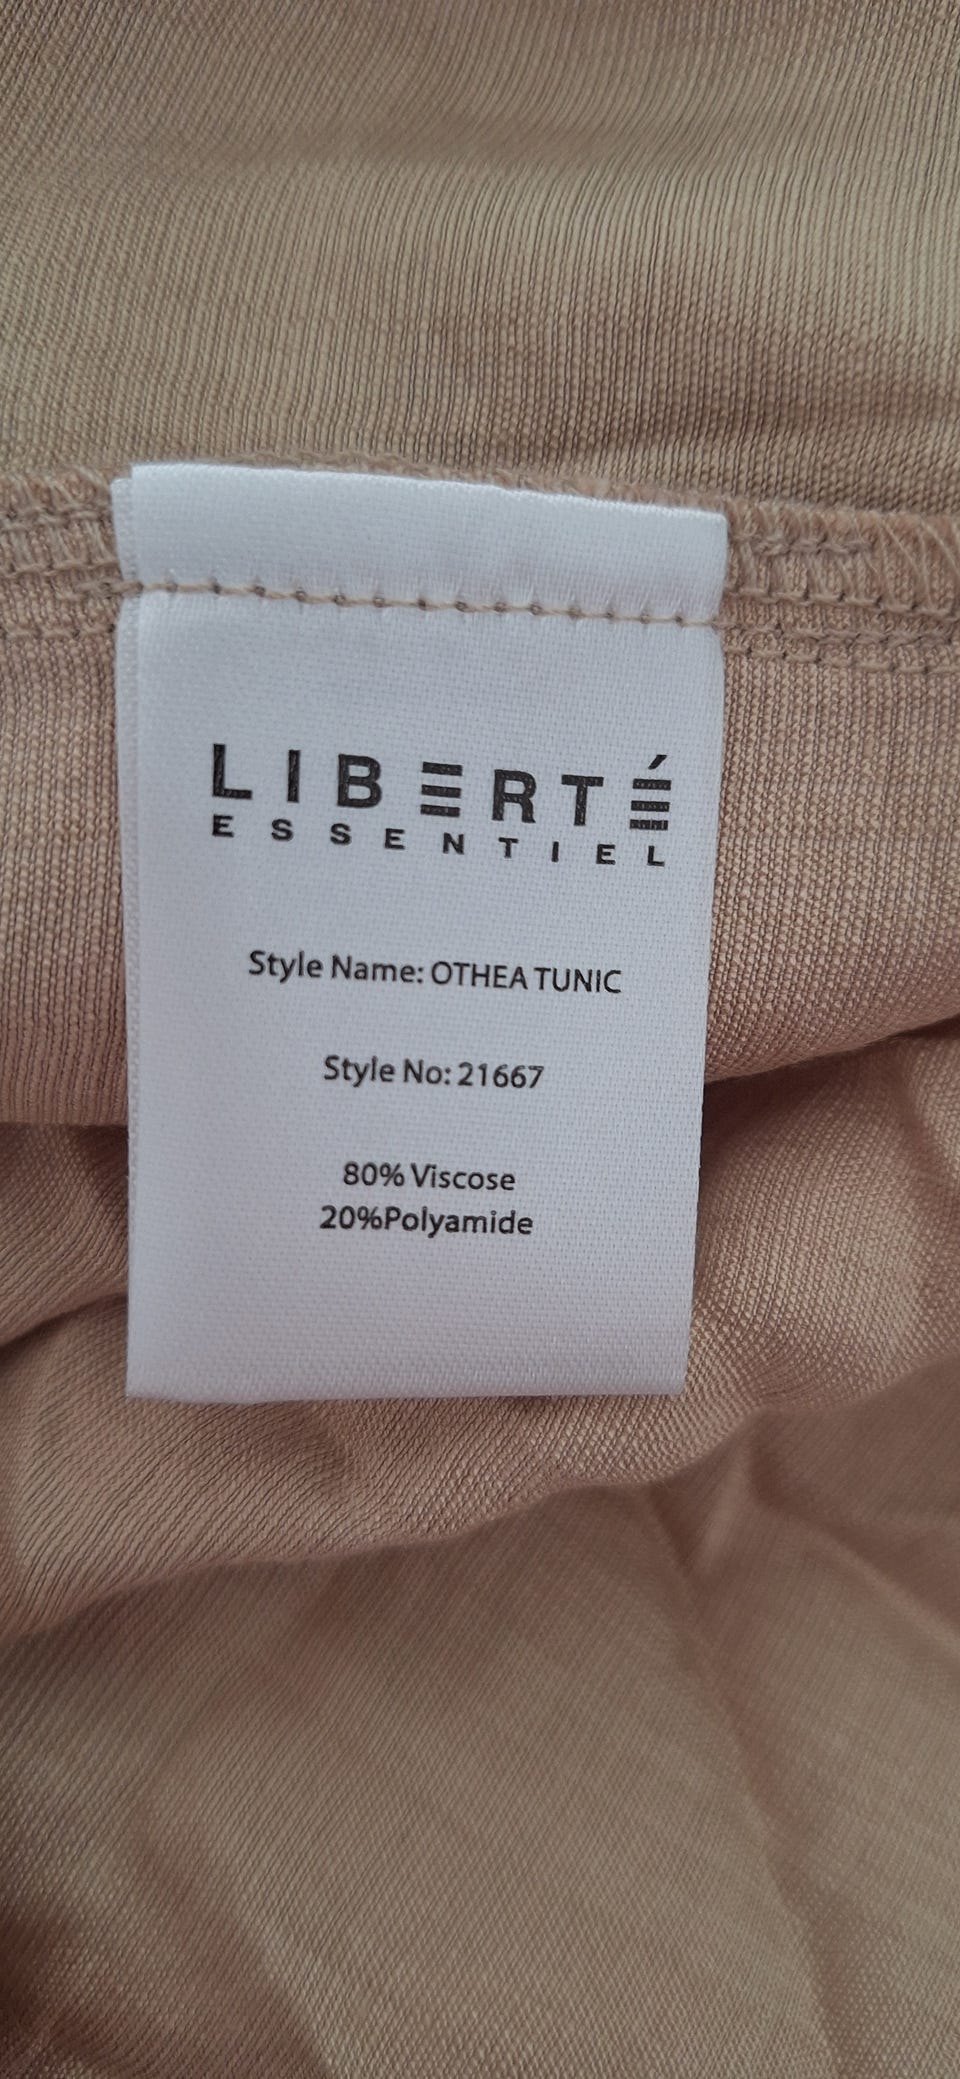 LIBERTÉ
ESSENTIEL
Style Name: OTHEA TUNIC
Style No: 21667
80% Viscose
20%Polyamide